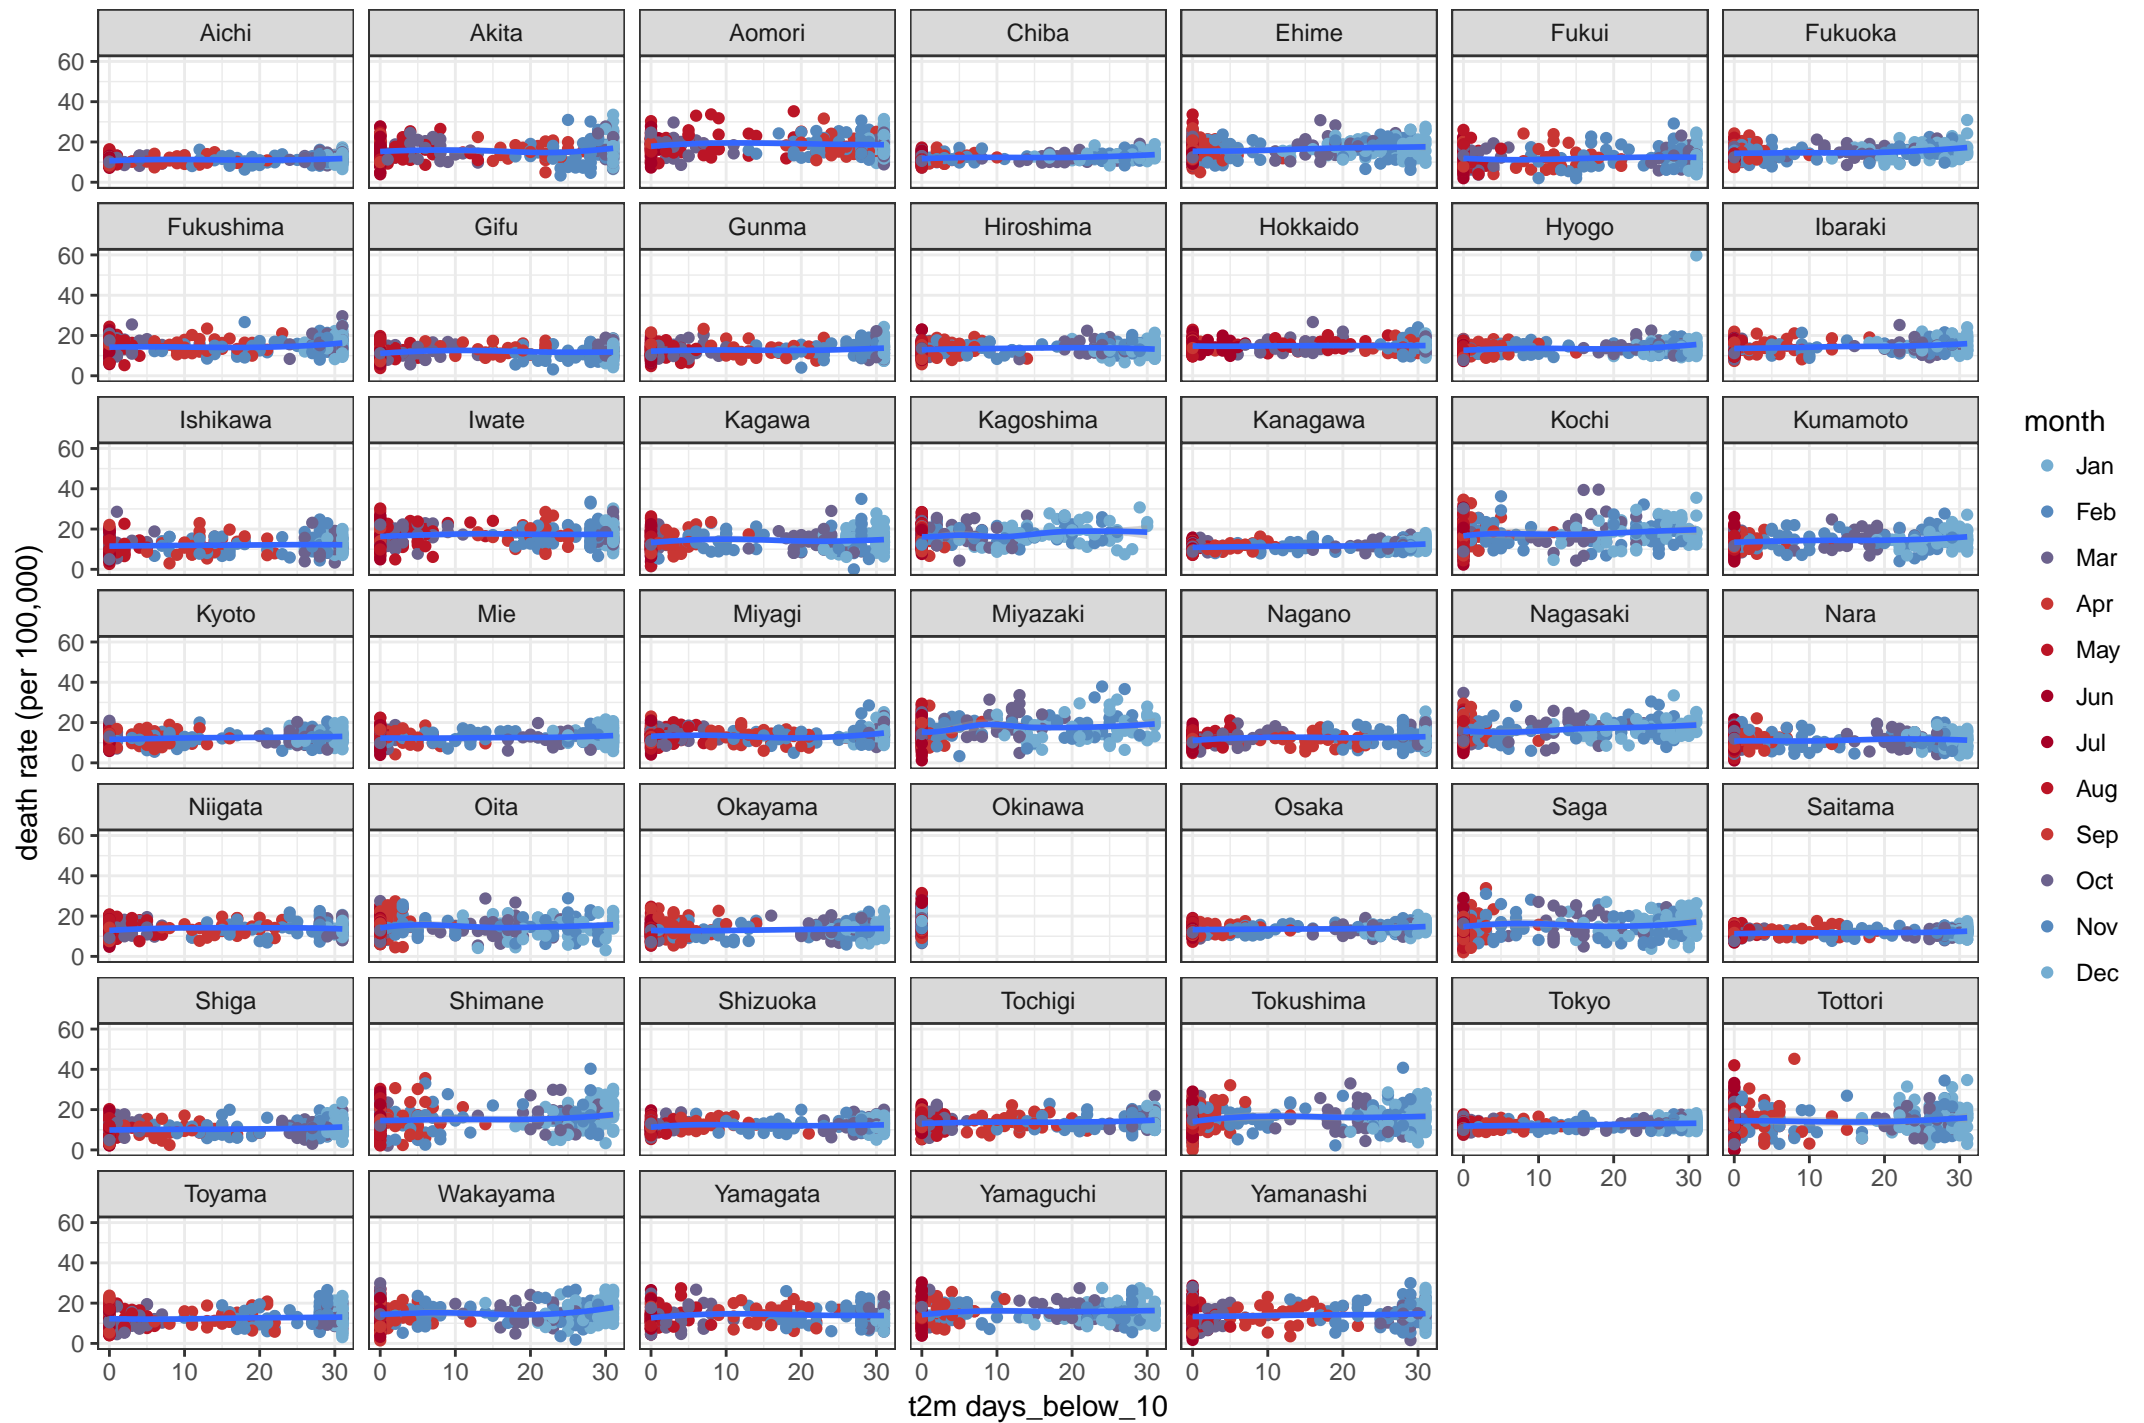 Aichi Akita Aomori Chiba Ehime Fukui Fukuoka
60
40
20
0
Fukushima Gifu Gunma Hiroshima Hokkaido Hyogo Ibaraki
60
40
20
0
Ishikawa Iwate Kagawa Kagoshima Kanagawa Kochi Kumamoto
60
40
20
0
Kyoto Mie Miyagi Miyazaki Nagano Nagasaki Nara
60
40
20
0
Niigata Oita Okayama Okinawa Osaka Saga Saitama
60
40
20
0
Shiga Shimane Shizuoka Tochigi Tokushima Tokyo Tottori
60
40
20
0
0 10 20 30 0 10 20 30
Toyama Wakayama Yamagata Yamaguchi Yamanashi
60
40
20
0
0 10 20 30 0 10 20 30 0 10 20 30 0 10 20 30 0 10 20 30
t2m days_below_10
death rate (per 100,000)
month
Jan
Feb
Mar
Apr
May
Jun
Jul
Aug
Sep
Oct
Nov
Dec